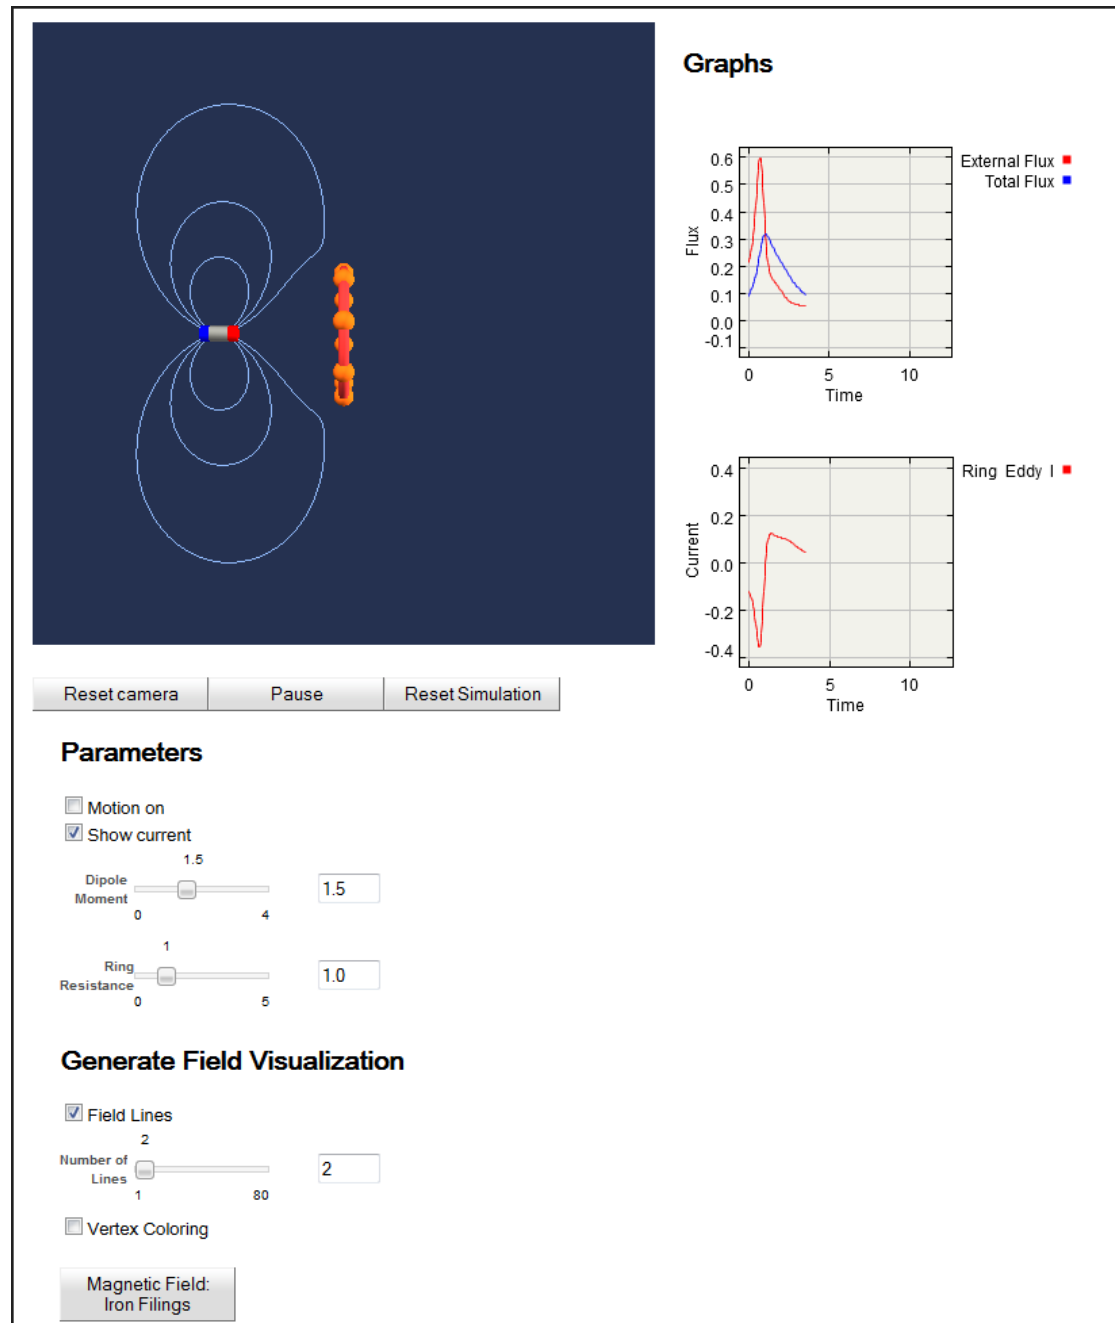 Graphs
0.6
0.5
0.4
0.3
0.2
0.1
0.0
-0.1
Flux
0 5 10
Time
External Flux
Total Flux
0.4
0.2
0.0
-0.2
-0.4
Current
0 5 10
Time
Ring Eddy I
Reset camera Pause Reset Simulation
Parameters
Motion on
Show current
1.5
Dipole
Moment
0 4
1.5
1
Ring
Resistance
0 5
1.0
Generate Field Visualization
Field Lines
2
Number of
Lines
1 80
2
Vertex Coloring
Magnetic Field:
Iron Filings